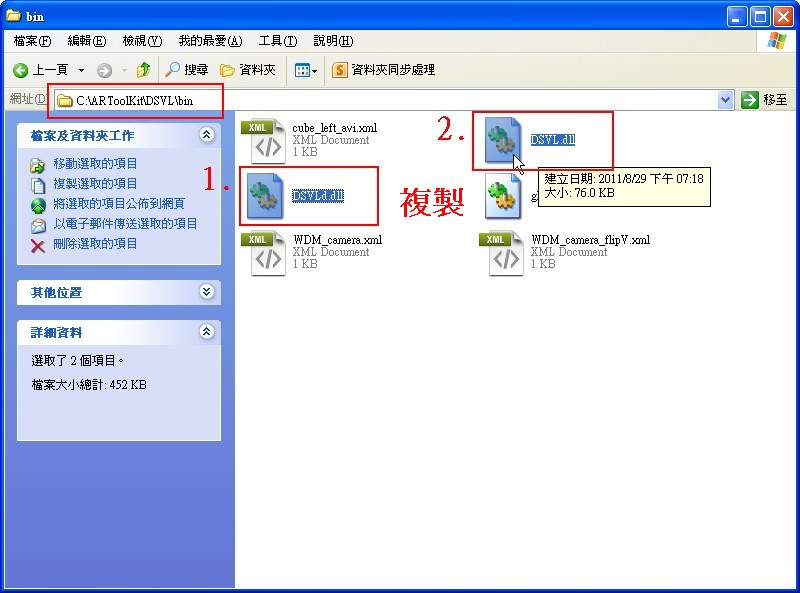 bin
檔案(F) 編輯(E) 檢視(V) 我的最愛(A) 工具(T) 說明(H)
上一頁 搜尋 資料夾 資料夾同步處理
網址(D) C:\ARToolKit\DSVL\bin 移至
檔案及資料夾工作
移動選取的項目
複製選取的項目
將選取的項目公佈到網頁
以電子郵件傳送選取的項目
刪除選取的項目
其他位置
詳細資料
選取了 2 個項目。
檔案大小總計: 452 KB
XML
cube_left_avi.xml
XML Document
1 KB
2.
DSVL.dll
建立日期: 2011/8/29 下午 07:18
大小: 76.0 KB
1.
DSVLd.dll
複製
XML
WDM_camera.xml
XML Document
1 KB
XML
WDM_camera_flipV.xml
XML Document
1 KB